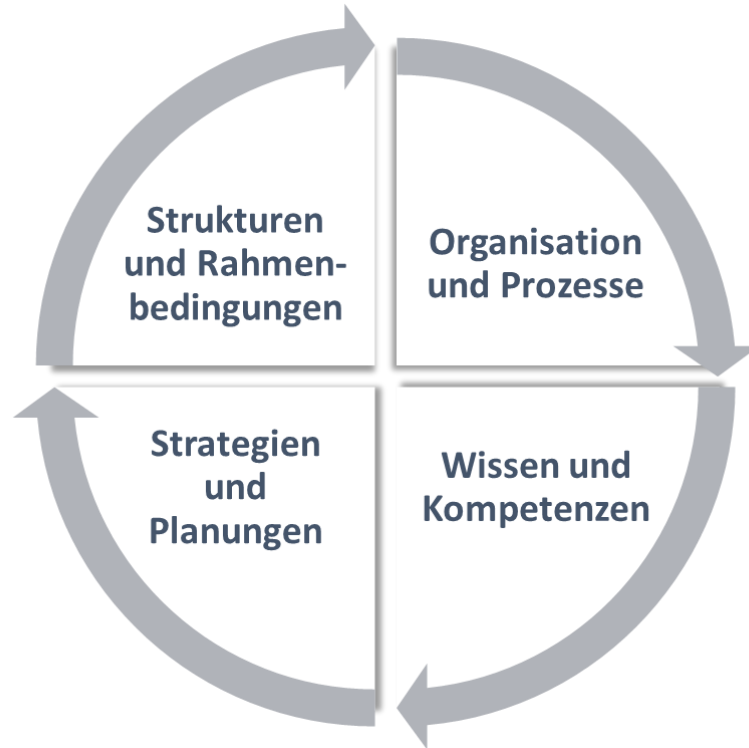 Strukturen
und Rahmen-
bedingungen
Organisation
und Prozesse
Strategien
und
Planungen
Wissen und
Kompetenzen